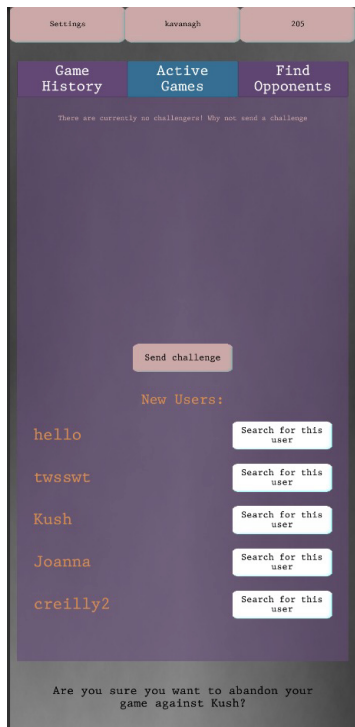 Settings
kavanagh
205
Game
History
Active
Games
Find
Opponents
There are currently no challengers! Why not send a challenge
Send challenge
New Users:
hello
Search for this
user
twsswt
Search for this
user
Kush
Search for this
user
Joanna
Search for this
user
creilly2
Search for this
user
Are you sure you want to abandon your
game against Kush?